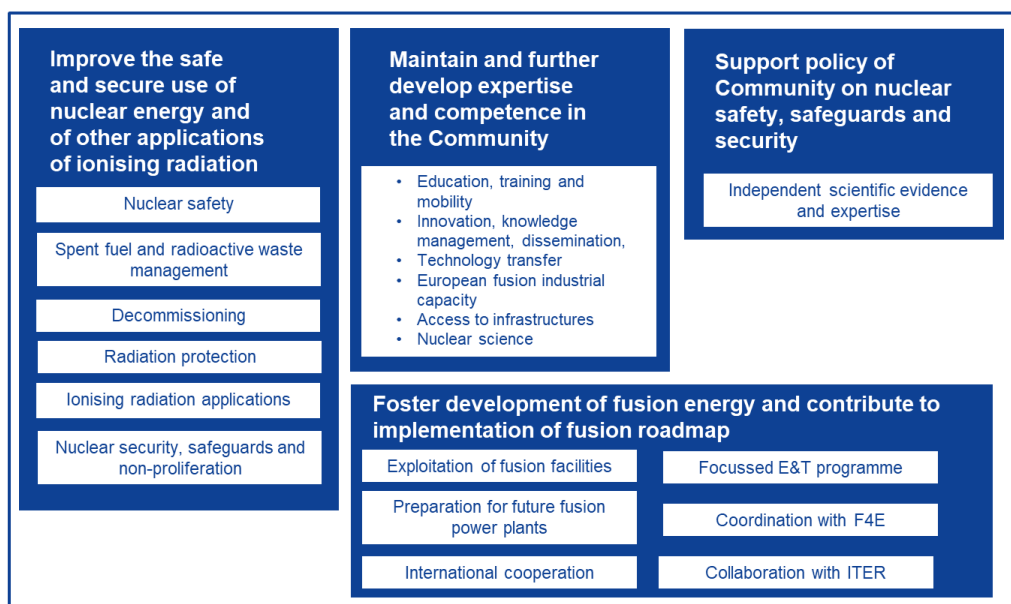 Improve the safe
and secure use of
nuclear energy and
of other applications
of ionising radiation
Nuclear safety
Spent fuel and radioactive waste
management
Decommissioning
Radiation protection
Ionising radiation applications
Nuclear security, safeguards and
non-proliferation
Maintain and further
develop expertise
and competence in
the Community
• Education, training and
mobility
• Innovation, knowledge
management, dissemination,
• Technology transfer
• European fusion industrial
capacity
• Access to infrastructures
• Nuclear science
Support policy of
Community on nuclear
safety, safeguards and
security
Independent scientific evidence
and expertise
Foster development of fusion energy and contribute to
implementation of fusion roadmap
Exploitation of fusion facilities
Preparation for future fusion
power plants
International cooperation
Focussed E&T programme
Coordination with F4E
Collaboration with ITER